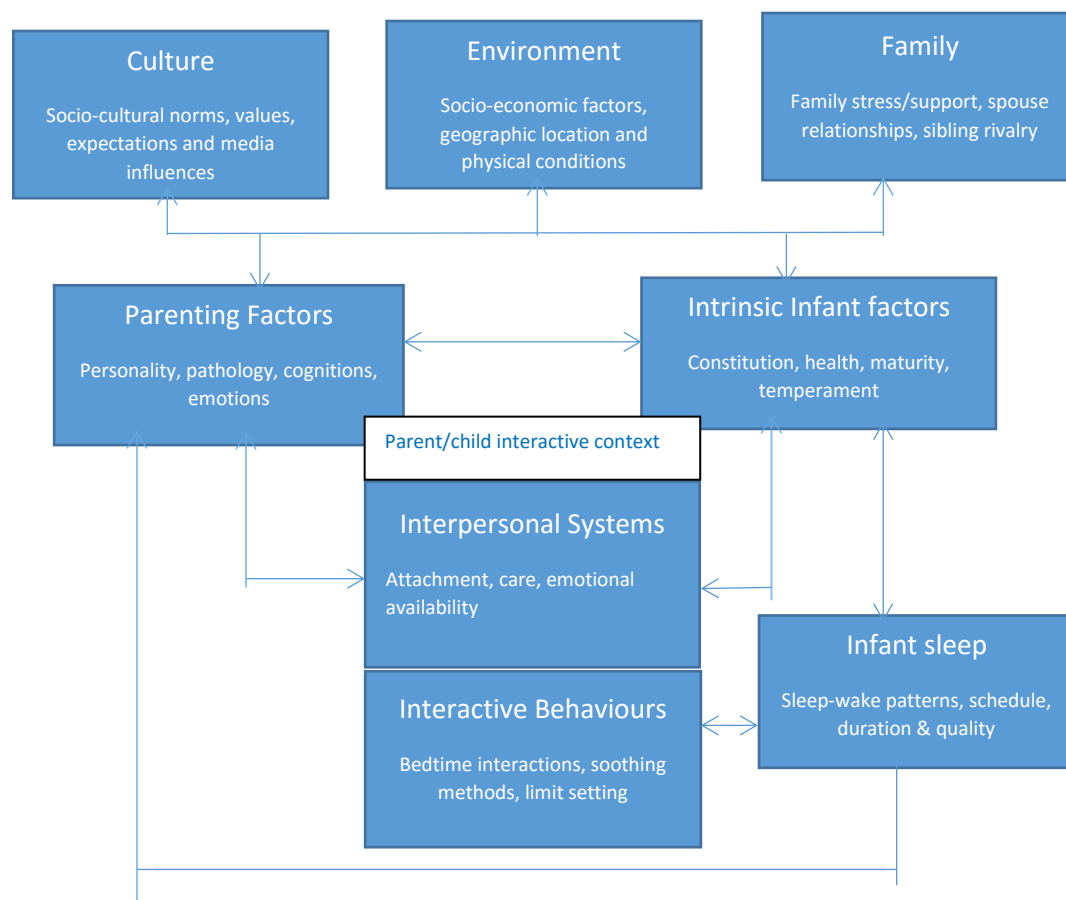 Culture
Socio-cultural norms, values,
expectations and media
influences
Environment
Socio-economic factors,
geographic location and
physical conditions
Family
Family stress/support, spouse
relationships, sibling rivalry
Parenting Factors
Personality, pathology, cognitions,
emotions
Intrinsic Infant factors
Constitution, health, maturity,
temperament
Parent/child interactive context
Interpersonal Systems
Attachment, care, emotional
availability
Infant sleep
Sleep-wake patterns, schedule,
duration & quality
Interactive Behaviours
Bedtime interactions, soothing
methods, limit setting